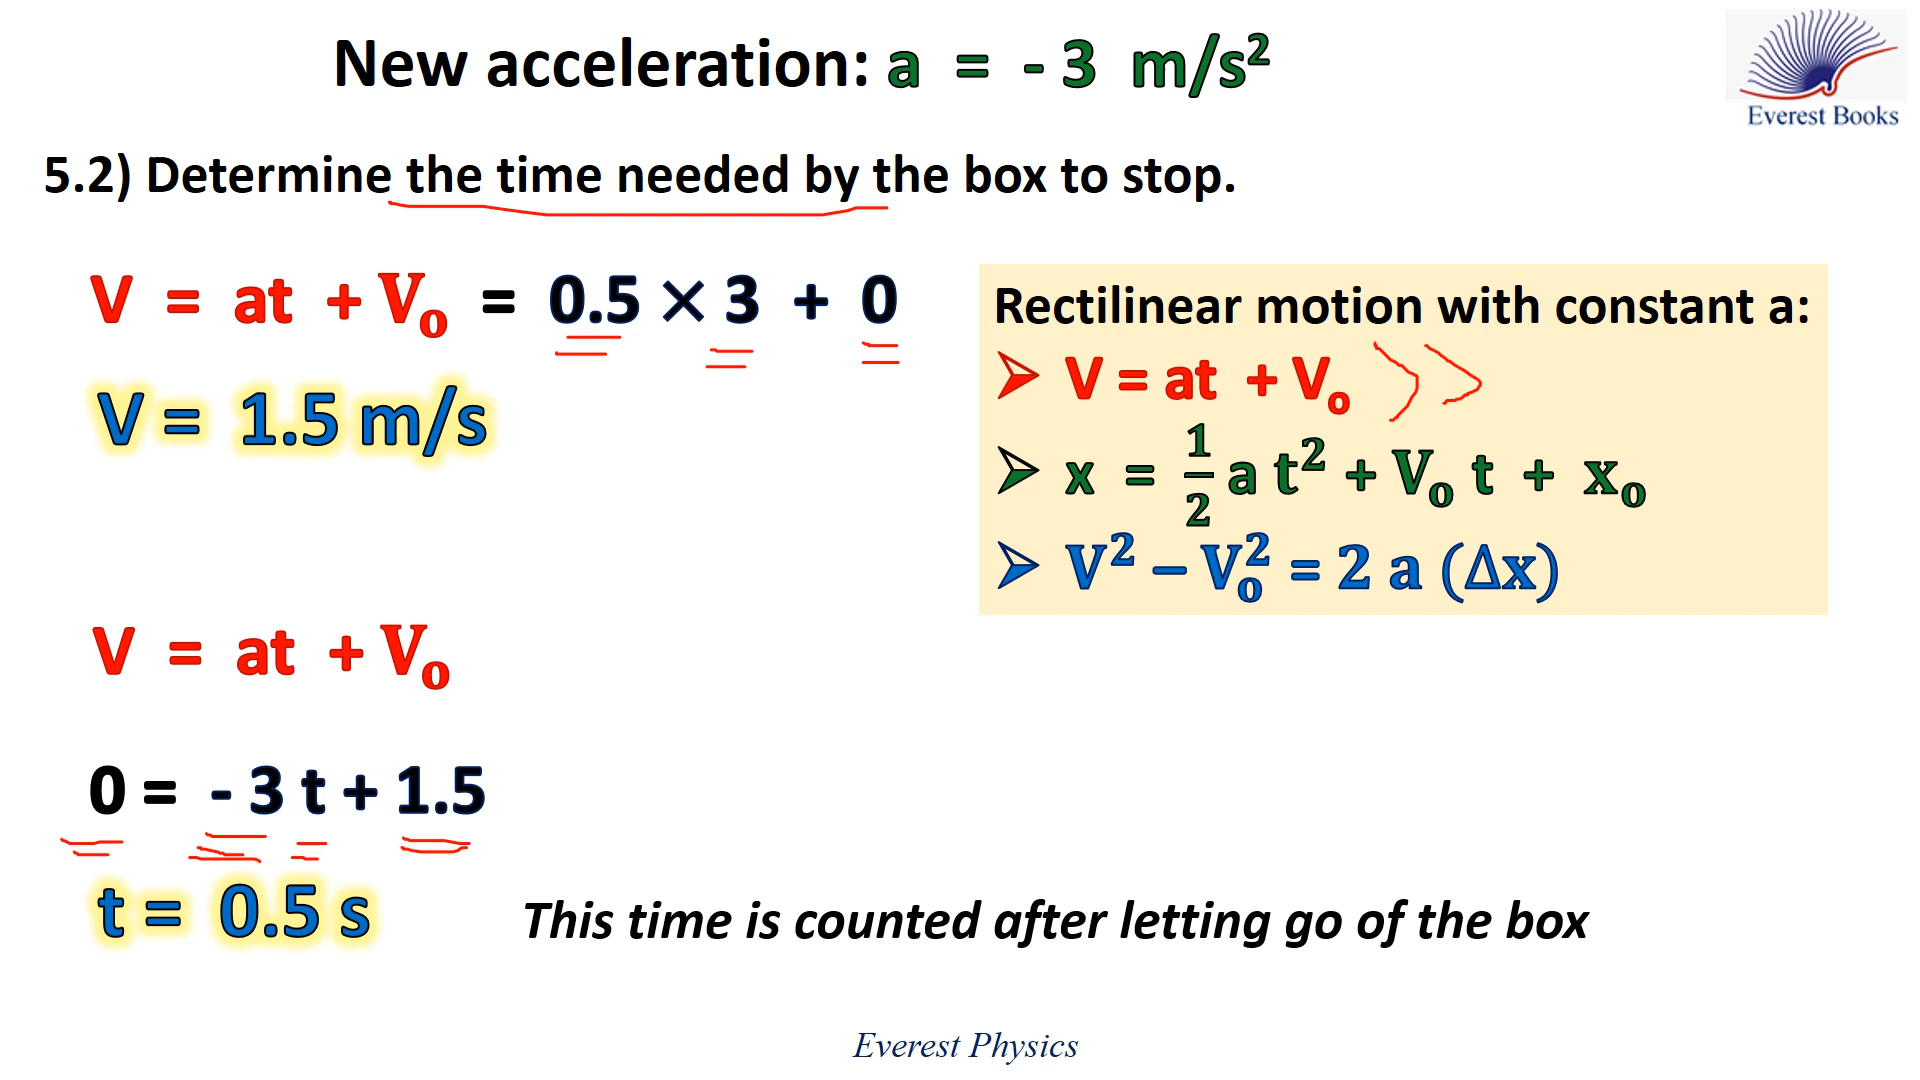 New acceleration: a = - 3 m/s²
Everest Books
5.2) Determine the time needed by the box to stop.
V = at + V₀ = 0.5 × 3 + 0
V = 1.5 m/s
Rectilinear motion with constant a:
➢ V = at + V₀
➢ x = 1/2 a t² + V₀ t + x₀
➢ V² – V₀² = 2 a (Δx)
V = at + V₀
0 = - 3 t + 1.5
t = 0.5 s
This time is counted after letting go of the box
Everest Physics